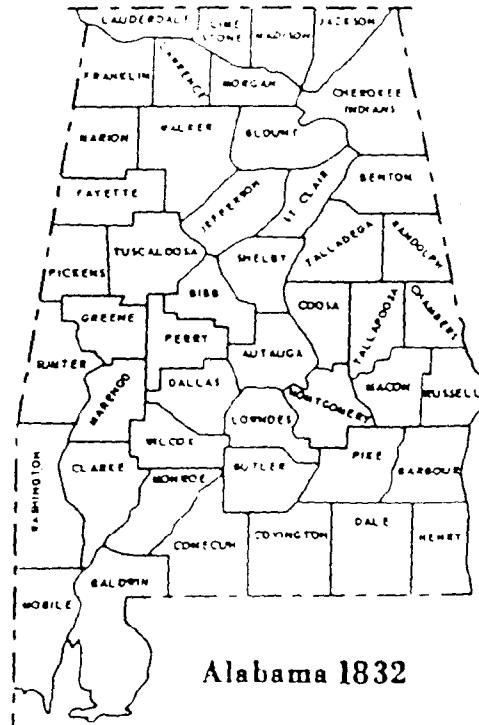 LAUDERDALE
LIME
STONE
MADISON
JACKSON
FRANKLIN
LAWRENCE
MORGAN
CHEROKEE
INDIANS
MARION
WALKER
BLOUNT
FAYETTE
JEFFERSON
ST CLAIR
BENTON
TUSCALOOSA
SHELBY
TALLADEGA
RANDOLPH
PICKENS
BIBB
GREENE
PERRY
COOSA
TALLAPOOSA
CHAMBERS
SUMTER
MARENGO
DALLAS
AUTAUGA
MONTGOMERY
MACON
RUSSELL
WILCOX
LOWNDES
WASHINGTON
CLARKE
MONROE
BUTLER
PIKE
BARBOUR
CONECUH
COVINGTON
DALE
HENRY
MOBILE
BALDWIN
Alabama 1832